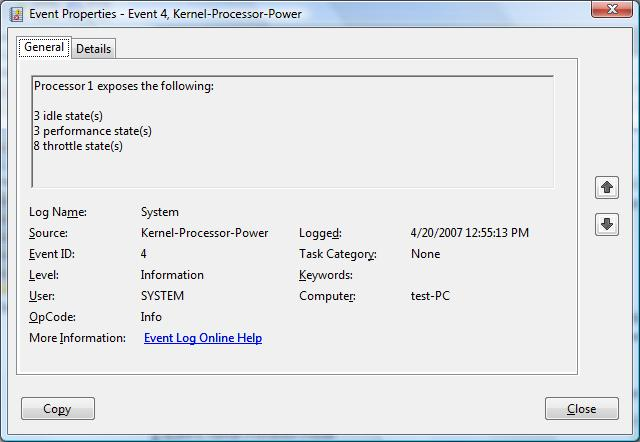 Event Properties - Event 4, Kernel-Processor-Power
General Details
Processor 1 exposes the following:
3 idle state(s)
3 performance state(s)
8 throttle state(s)
Log Name: System
Source: Kernel-Processor-Power Logged: 4/20/2007 12:55:13 PM
Event ID: 4 Task Category: None
Level: Information Keywords:
User: SYSTEM Computer: test-PC
OpCode: Info
More Information: Event Log Online Help
Copy Close